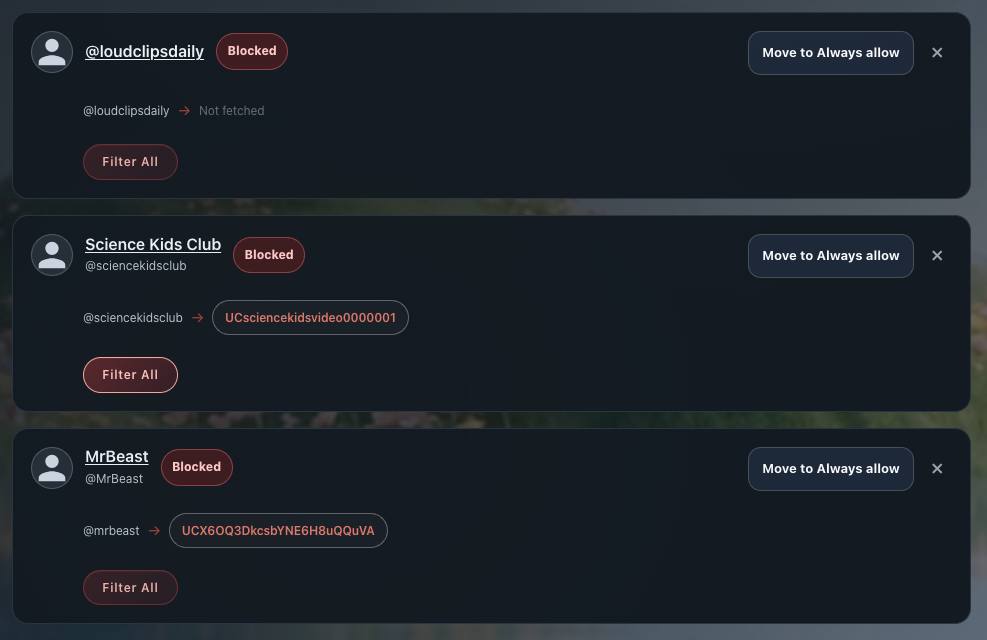 @loudclipsdaily Blocked Move to Always allow ×
@loudclipsdaily → Not fetched
Filter All
Science Kids Club Blocked Move to Always allow ×
@sciencekidsclub
@sciencekidsclub → UCsciencekidsvideo0000001
Filter All
MrBeast Blocked Move to Always allow ×
@MrBeast
@mrbeast → UCX6OQ3DkcsbYNE6H8uQQuVA
Filter All